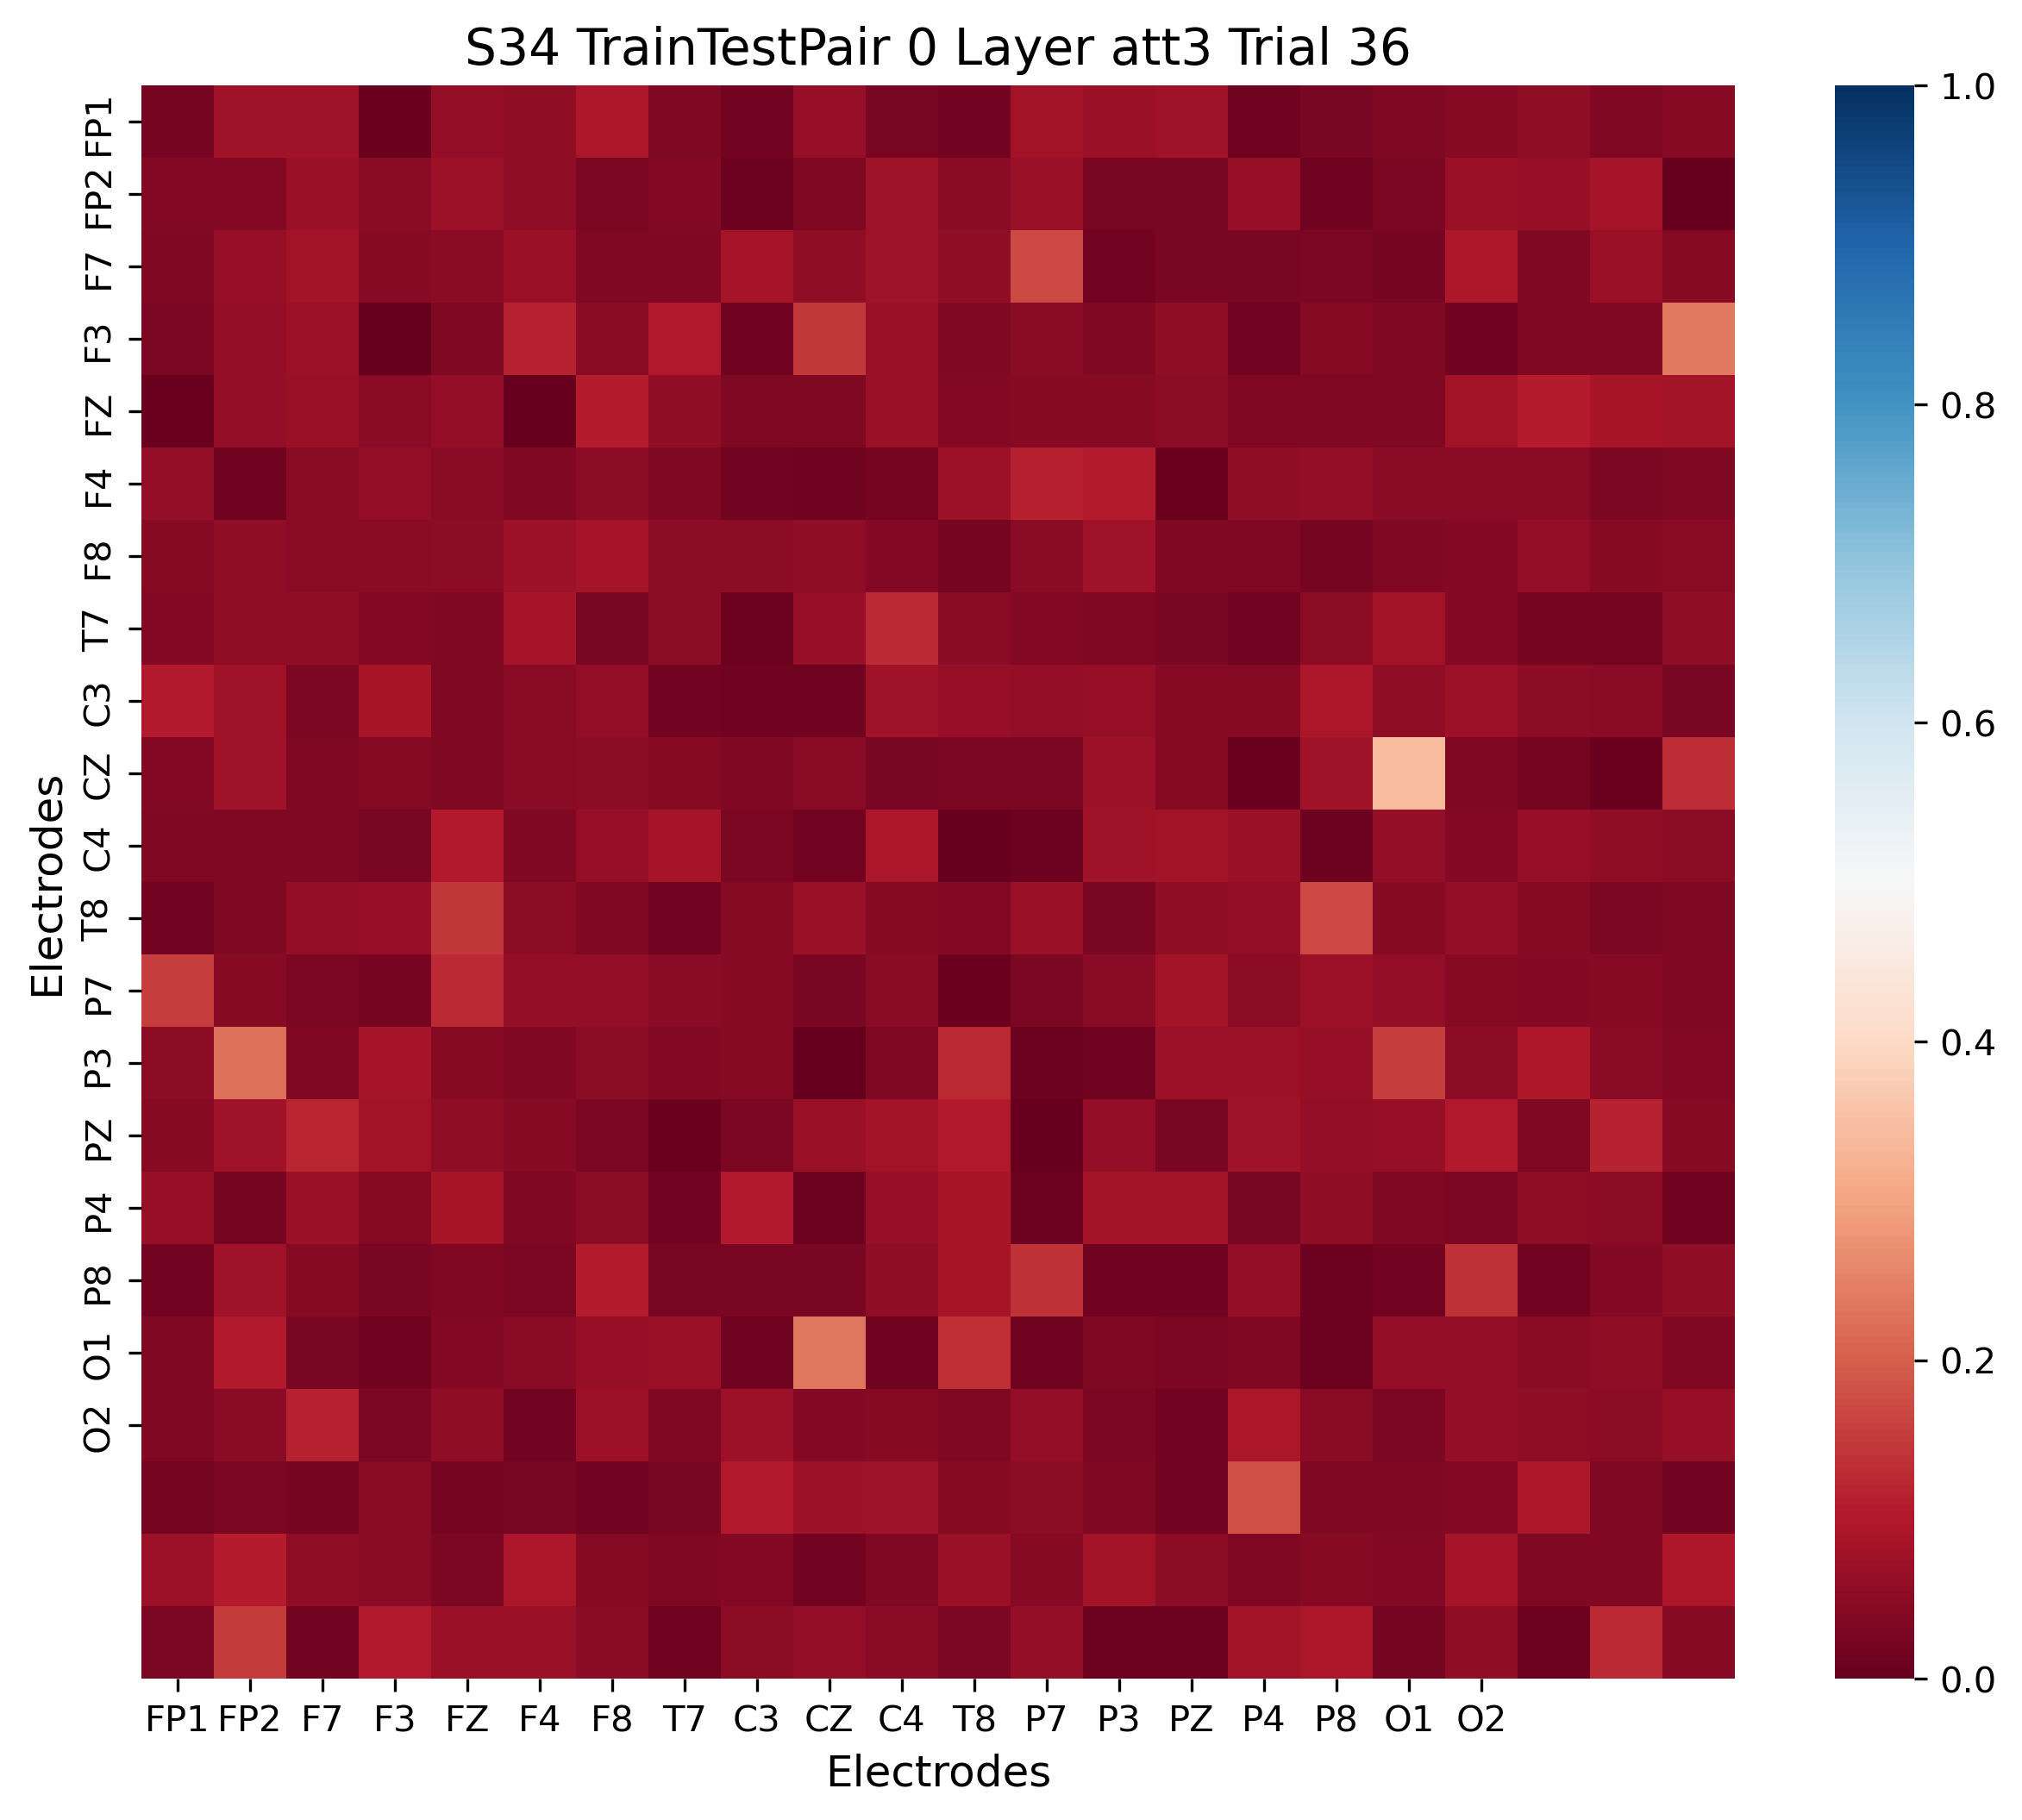 S34 TrainTestPair 0 Layer att3 Trial 36
Electrodes
FP1
FP2
F7
F3
FZ
F4
F8
T7
C3
CZ
C4
T8
P7
P3
PZ
P4
P8
O1
O2
FP1 FP2 F7 F3 FZ F4 F8 T7 C3 CZ C4 T8 P7 P3 PZ P4 P8 O1 O2
Electrodes
1.0
0.8
0.6
0.4
0.2
0.0